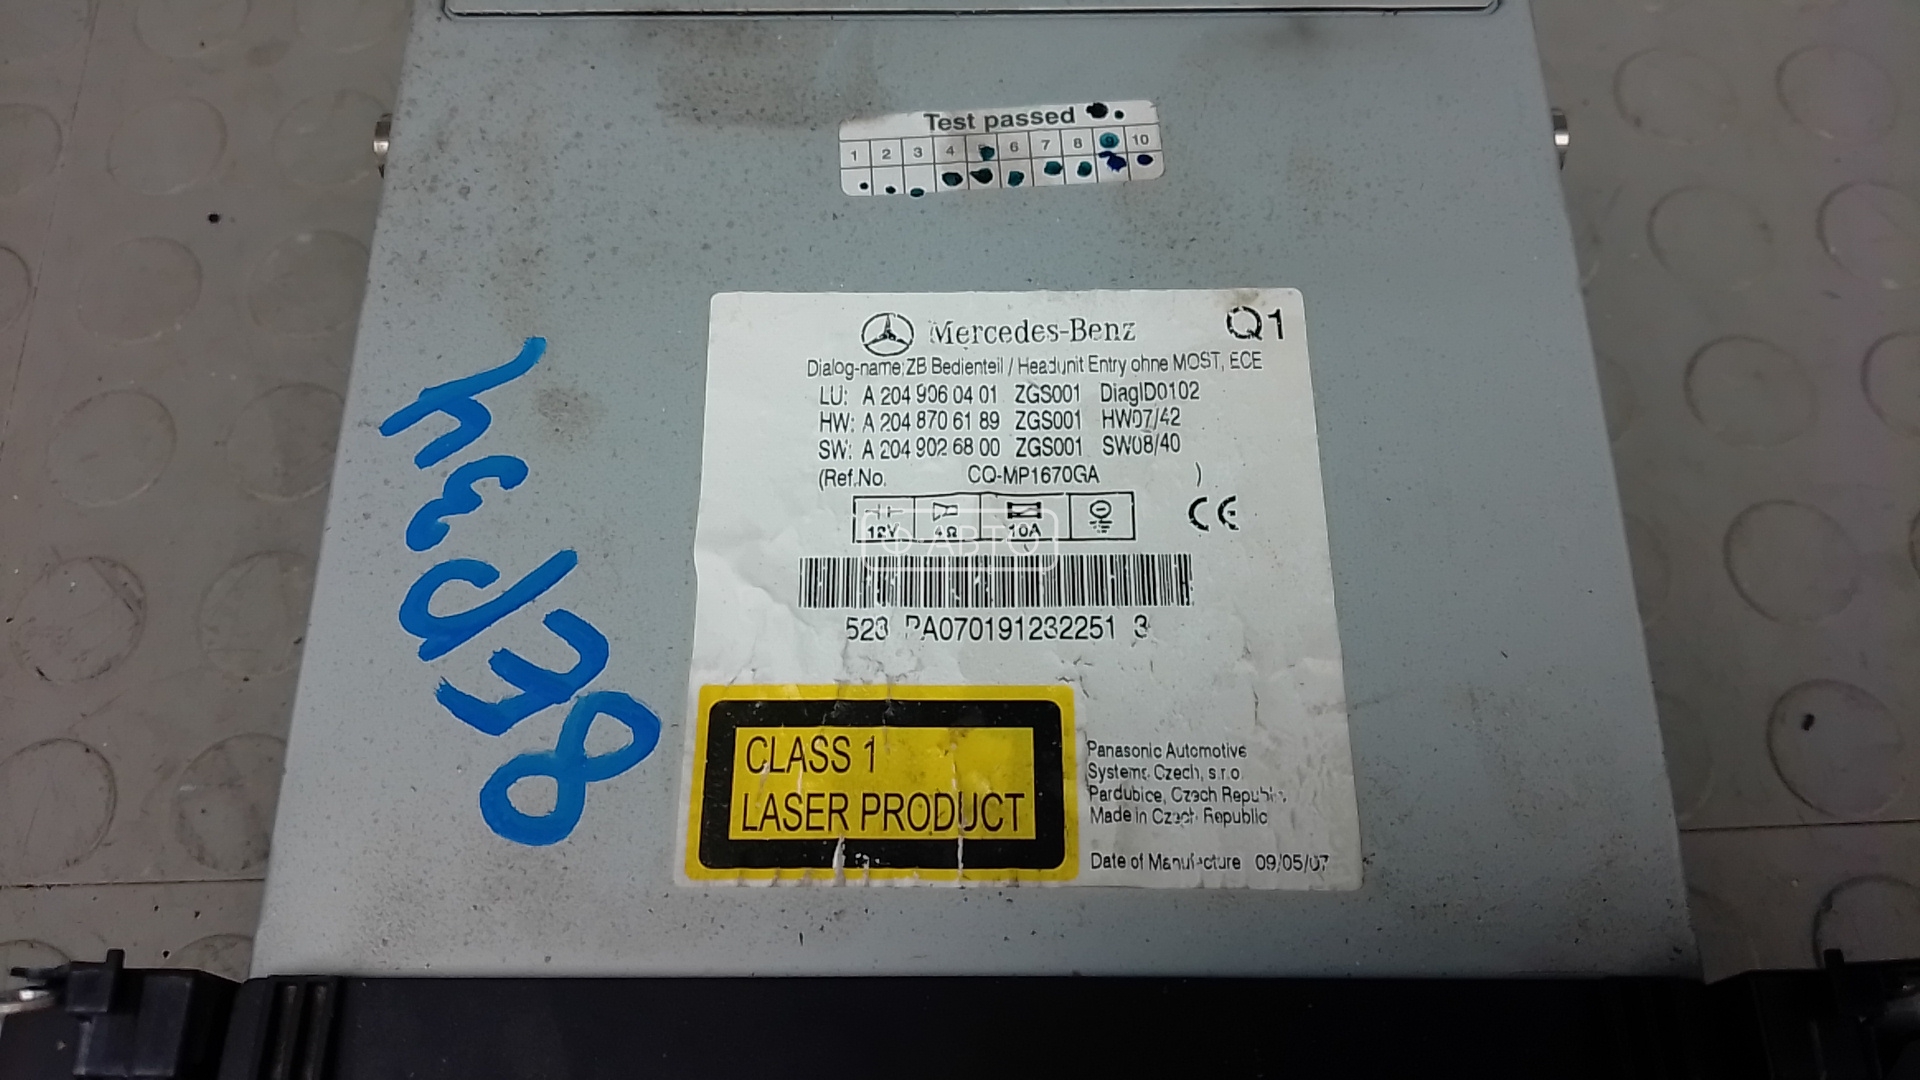 Test passed
1 2 3 4 5 6 7 8 9 10
Mercedes-Benz
Q1
Dialog-name: ZB Bedienteil / Headunit Entry ohne MOST, ECE
LU: A 204 906 04 01 ZGS001 DiagID0102
HW: A 204 870 61 89 ZGS001 HW07/42
SW: A 204 902 68 00 ZGS001 SW08/40
(Ref.No. CQ-MP1670GA )
12V 4Ω 10A
CE
АВТО
523 PA070191232251 3
CLASS 1
LASER PRODUCT
Panasonic Automotive
Systems Czech, s.r.o.
Pardubice, Czech Republic
Made in Czech Republic
Date of Manufacture 09/05/07